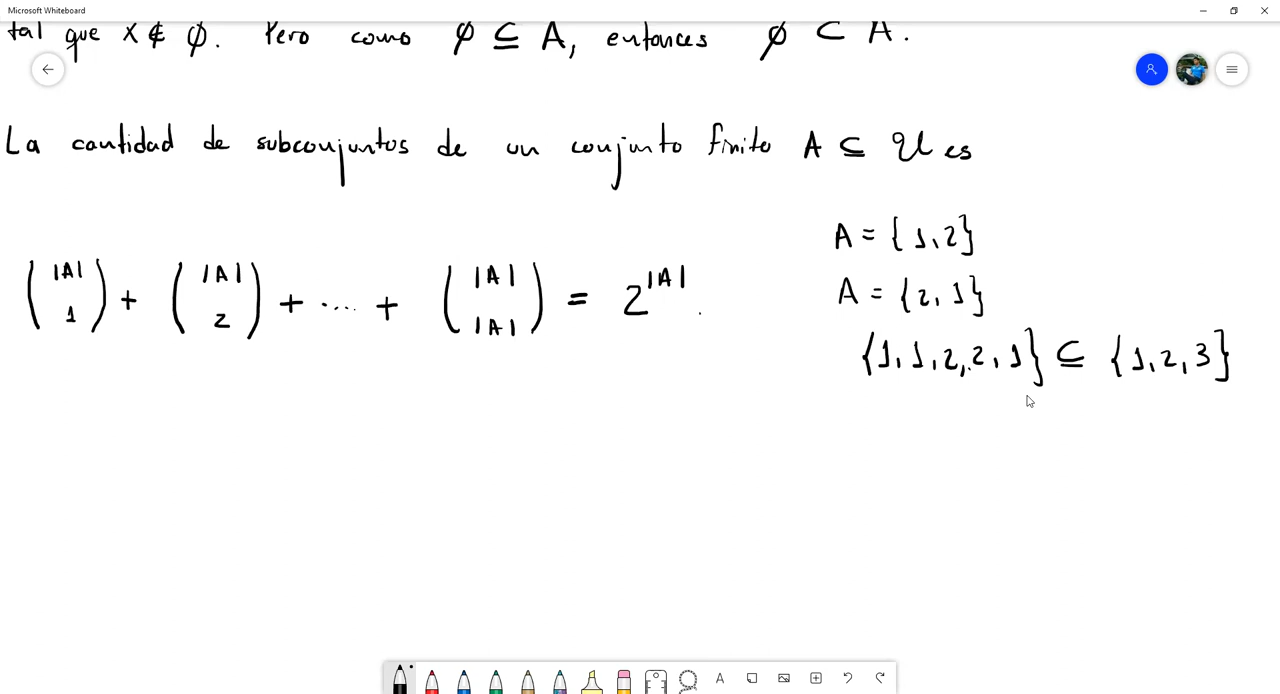 Microsoft Whiteboard
tal que x ∉ ∅. Pero como ∅ ⊆ A, entonces ∅ ⊂ A.
La cantidad de subconjuntos de un conjunto finito A ⊆ 𝒰 es
A = {1,2}
(|A| 1) + (|A| 2) + .... + (|A| |A|) = 2^|A|.
A = {2,1}
{1,1,2,2,1} ⊆ {1,2,3}
A